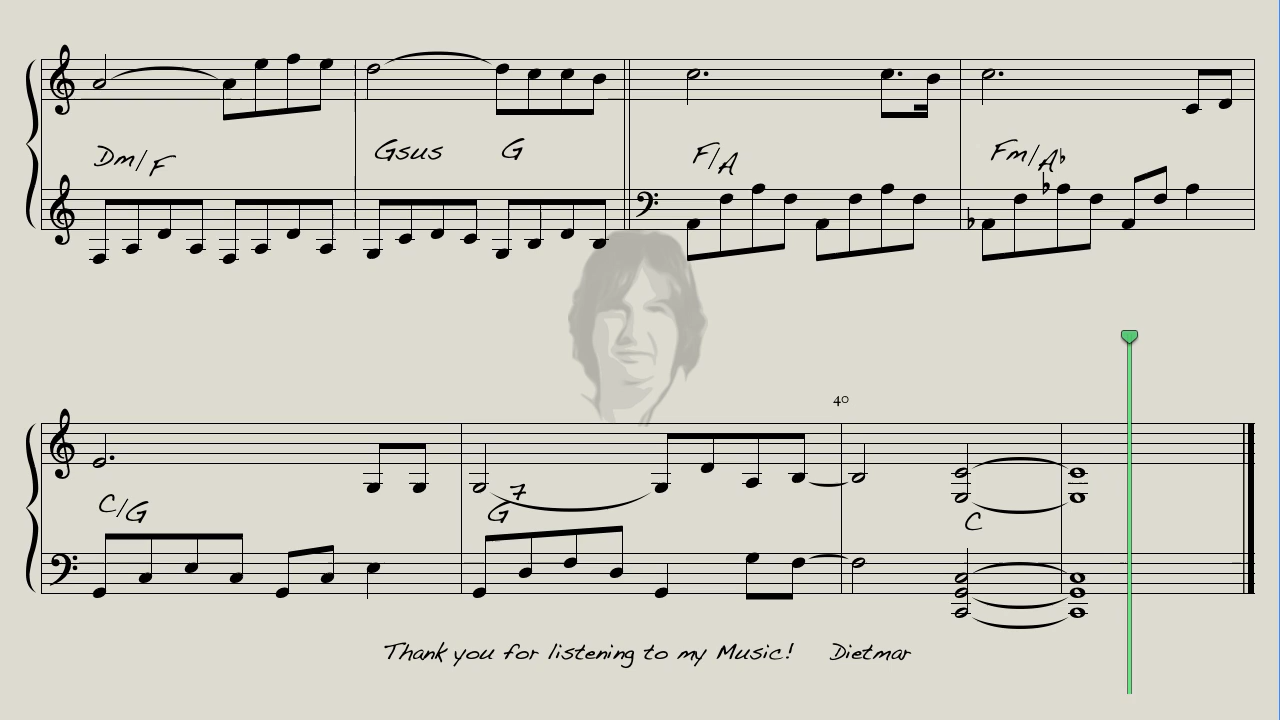 Dm/F Gsus G F/A Fm/A♭
40
C/G G7 C
Thank you for listening to my Music! Dietmar